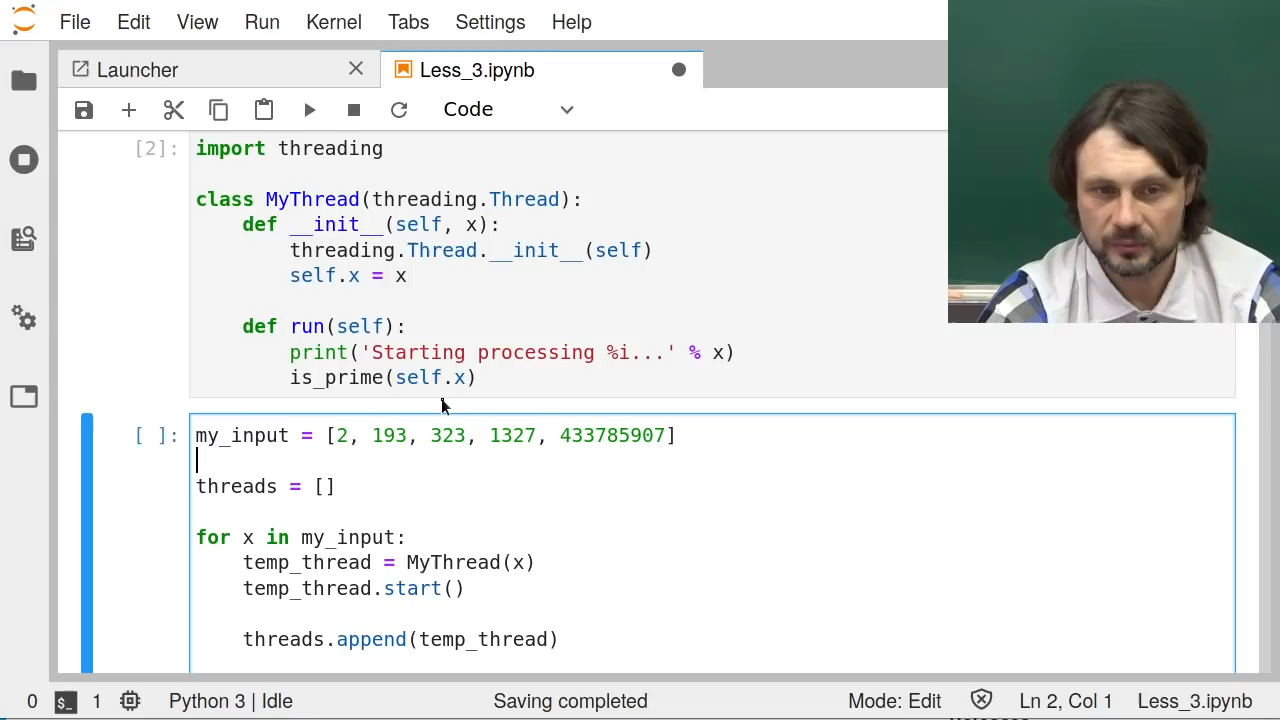 File Edit View Run Kernel Tabs Settings Help
Launcher
Less_3.ipynb
Code
[2]: import threading
class MyThread(threading.Thread):
def __init__(self, x):
threading.Thread.__init__(self)
self.x = x
def run(self):
print('Starting processing %i...' % x)
is_prime(self.x)
[ ]: my_input = [2, 193, 323, 1327, 433785907]
threads = []
for x in my_input:
temp_thread = MyThread(x)
temp_thread.start()
threads.append(temp_thread)
0 $_ 1 Python 3 | Idle Saving completed Mode: Edit Ln 2, Col 1 Less_3.ipynb